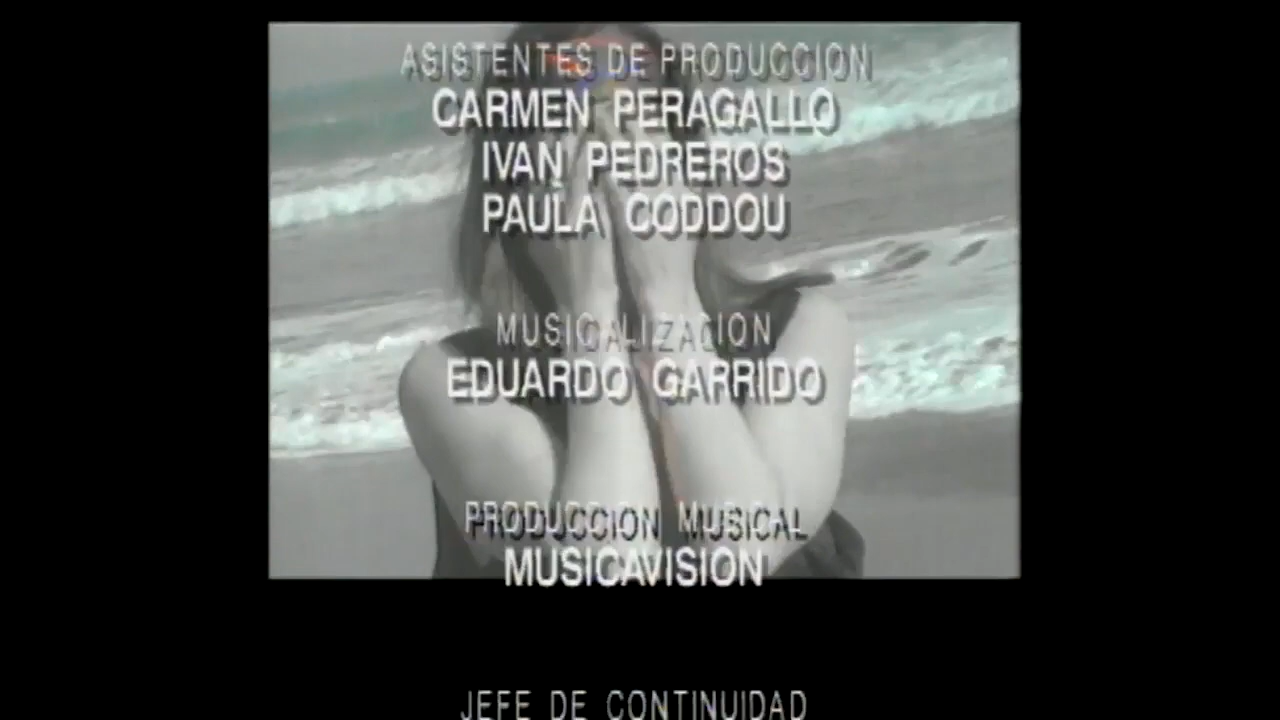 ASISTENTES DE PRODUCCION
CARMEN PERAGALLO
IVAN PEDREROS
PAULA CODDOU
MUSICALIZACION
EDUARDO GARRIDO
PRODUCCION MUSICAL
MUSICAVISION
JEFE DE CONTINUIDAD